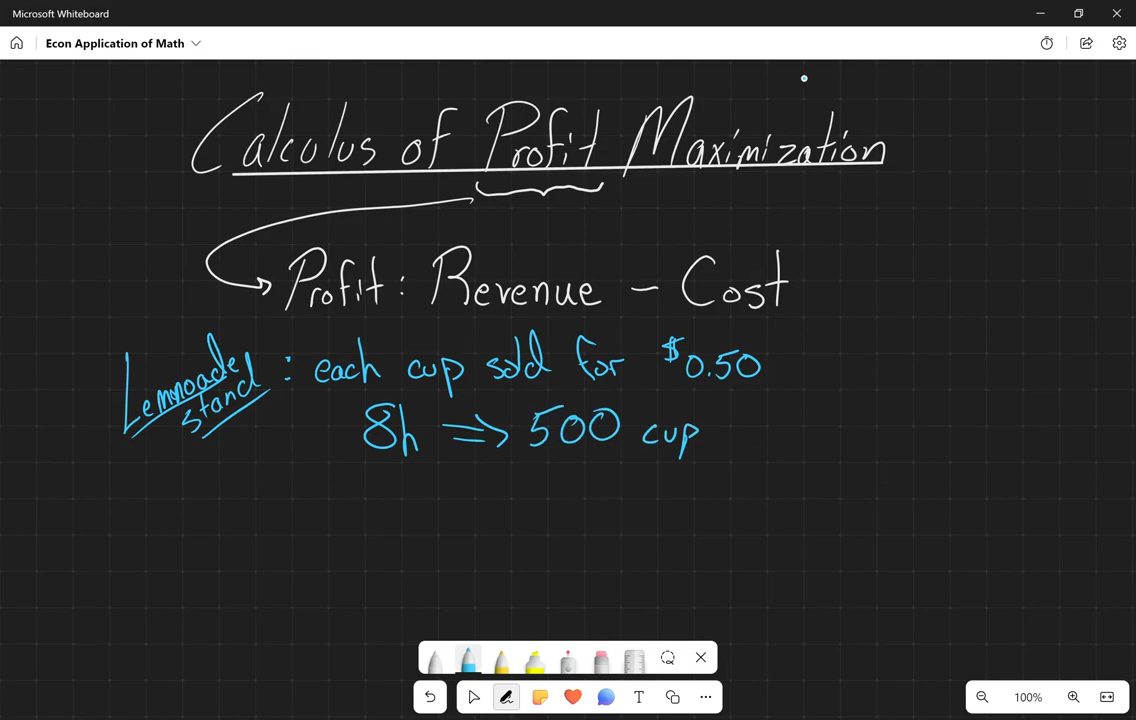 Microsoft Whiteboard
Econ Application of Math
Calculus of Profit Maximization
Profit : Revenue - Cost
Lemnoade stand : each cup sold for $0.50
8h => 500 cup
T
100%